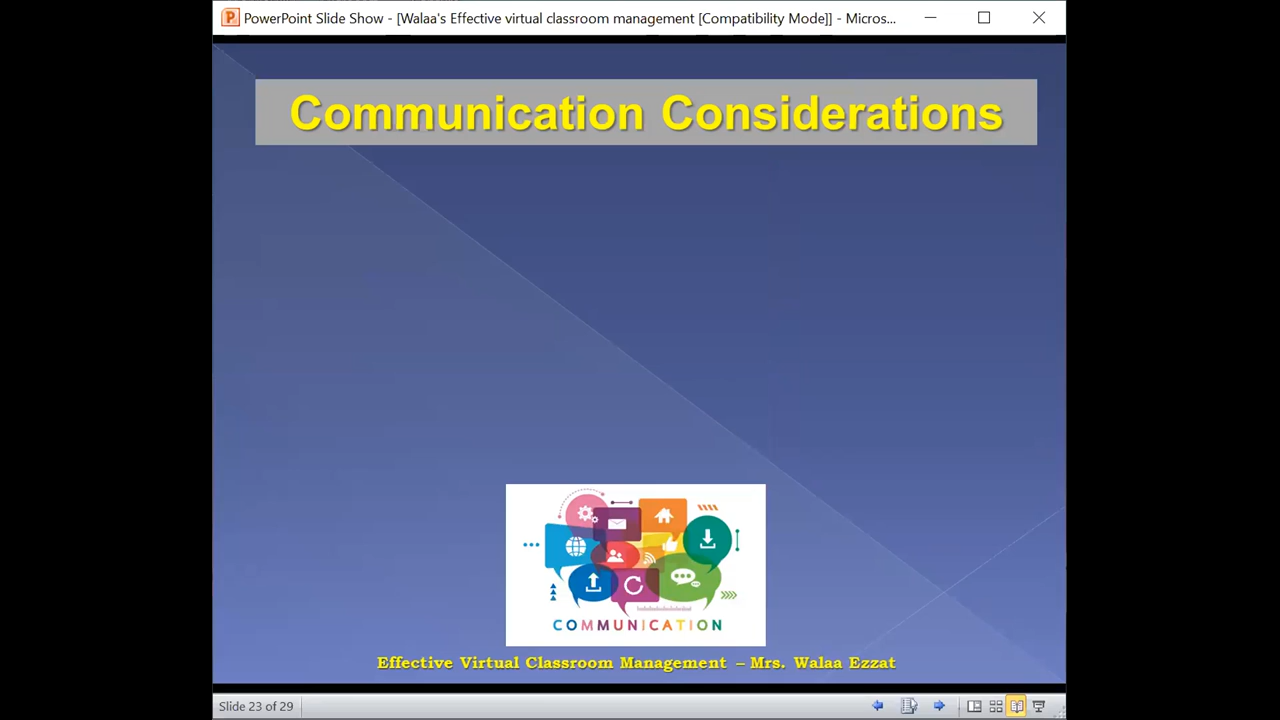 PowerPoint Slide Show - [Walaa's Effective virtual classroom management [Compatibility Mode]] - Micros...
Communication Considerations
COMMUNICATION
Effective Virtual Classroom Management – Mrs. Walaa Ezzat
Slide 23 of 29